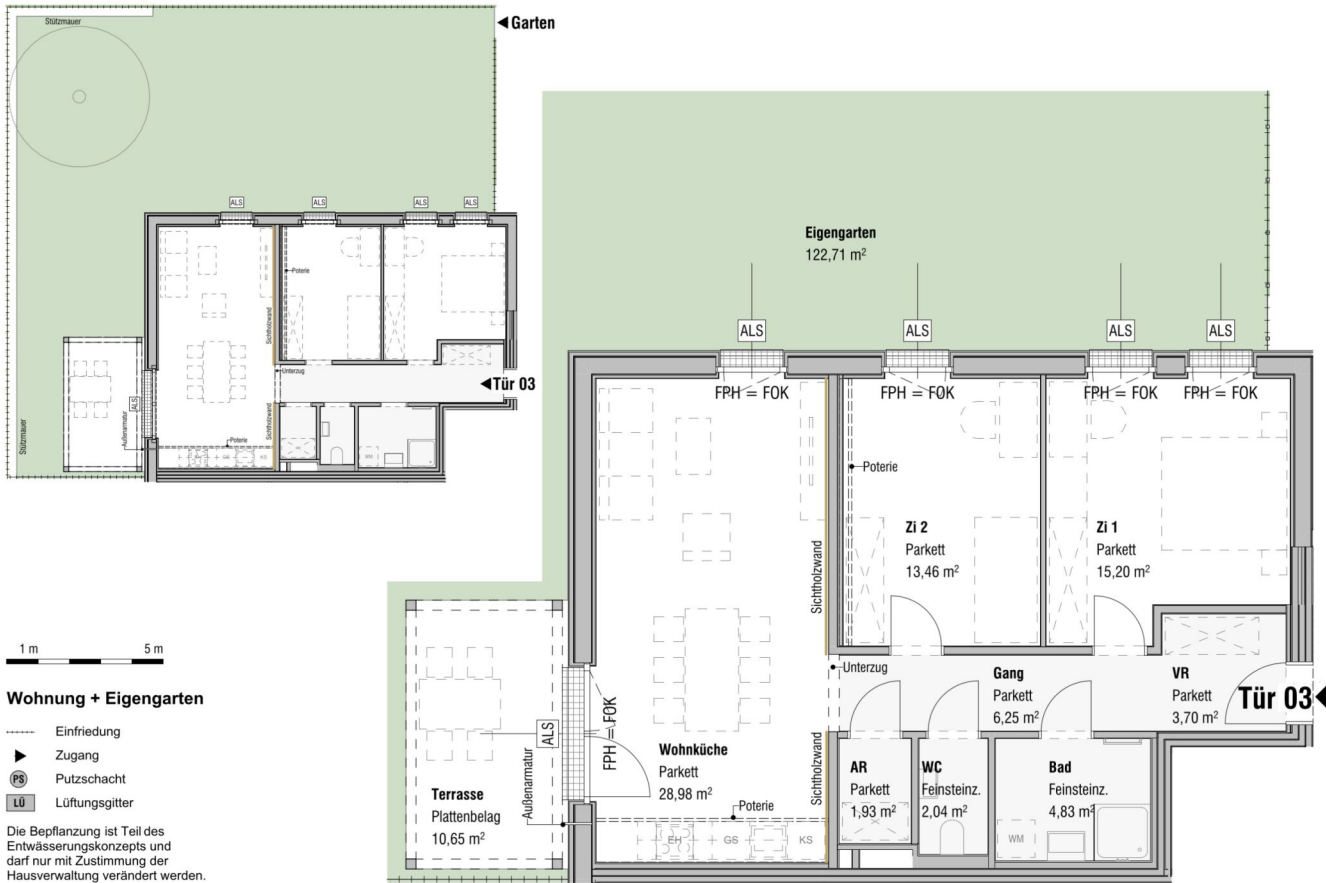 Stützmauer
Garten
ALS
ALS
ALS
ALS
Poterie
Sichtholzwand
Unterzug
Tür 03
Sichtholzwand
ALS
Außenarmatur
Poterie
EH
GS
KS
WM
Stützmauer
Eigengarten
122,71 m²
ALS
ALS
ALS
ALS
FPH = FOK
FPH = FOK
FPH = FOK
FPH = FOK
Poterie
Sichtholzwand
Zi 2
Parkett
13,46 m²
Zi 1
Parkett
15,20 m²
Unterzug
Gang
Parkett
6,25 m²
VR
Parkett
3,70 m²
Tür 03
ALS
FPH = FOK
Außenarmatur
Terrasse
Plattenbelag
10,65 m²
Wohnküche
Parkett
28,98 m²
Poterie
Sichtholzwand
EH
GS
KS
AR
Parkett
1,93 m²
WC
Feinsteinz.
2,04 m²
Bad
Feinsteinz.
4,83 m²
WM
1 m 5 m
Wohnung + Eigengarten
Einfriedung
Zugang
PS Putzschacht
LÜ Lüftungsgitter
Die Bepflanzung ist Teil des
Entwässerungskonzepts und
darf nur mit Zustimmung der
Hausverwaltung verändert werden.